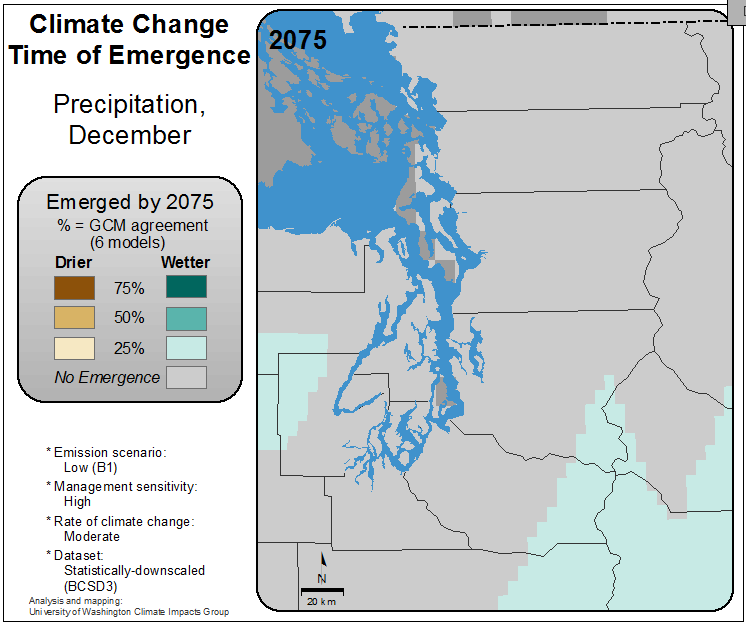 Climate Change
Time of Emergence
Precipitation,
December
Emerged by 2075
% = GCM agreement
(6 models)
Drier
Wetter
75%
50%
25%
No Emergence
* Emission scenario:
Low (B1)
* Management sensitivity:
High
* Rate of climate change:
Moderate
* Dataset:
Statistically-downscaled
(BCSD3)
Analysis and mapping:
University of Washington Climate Impacts Group
2075
N
20 km